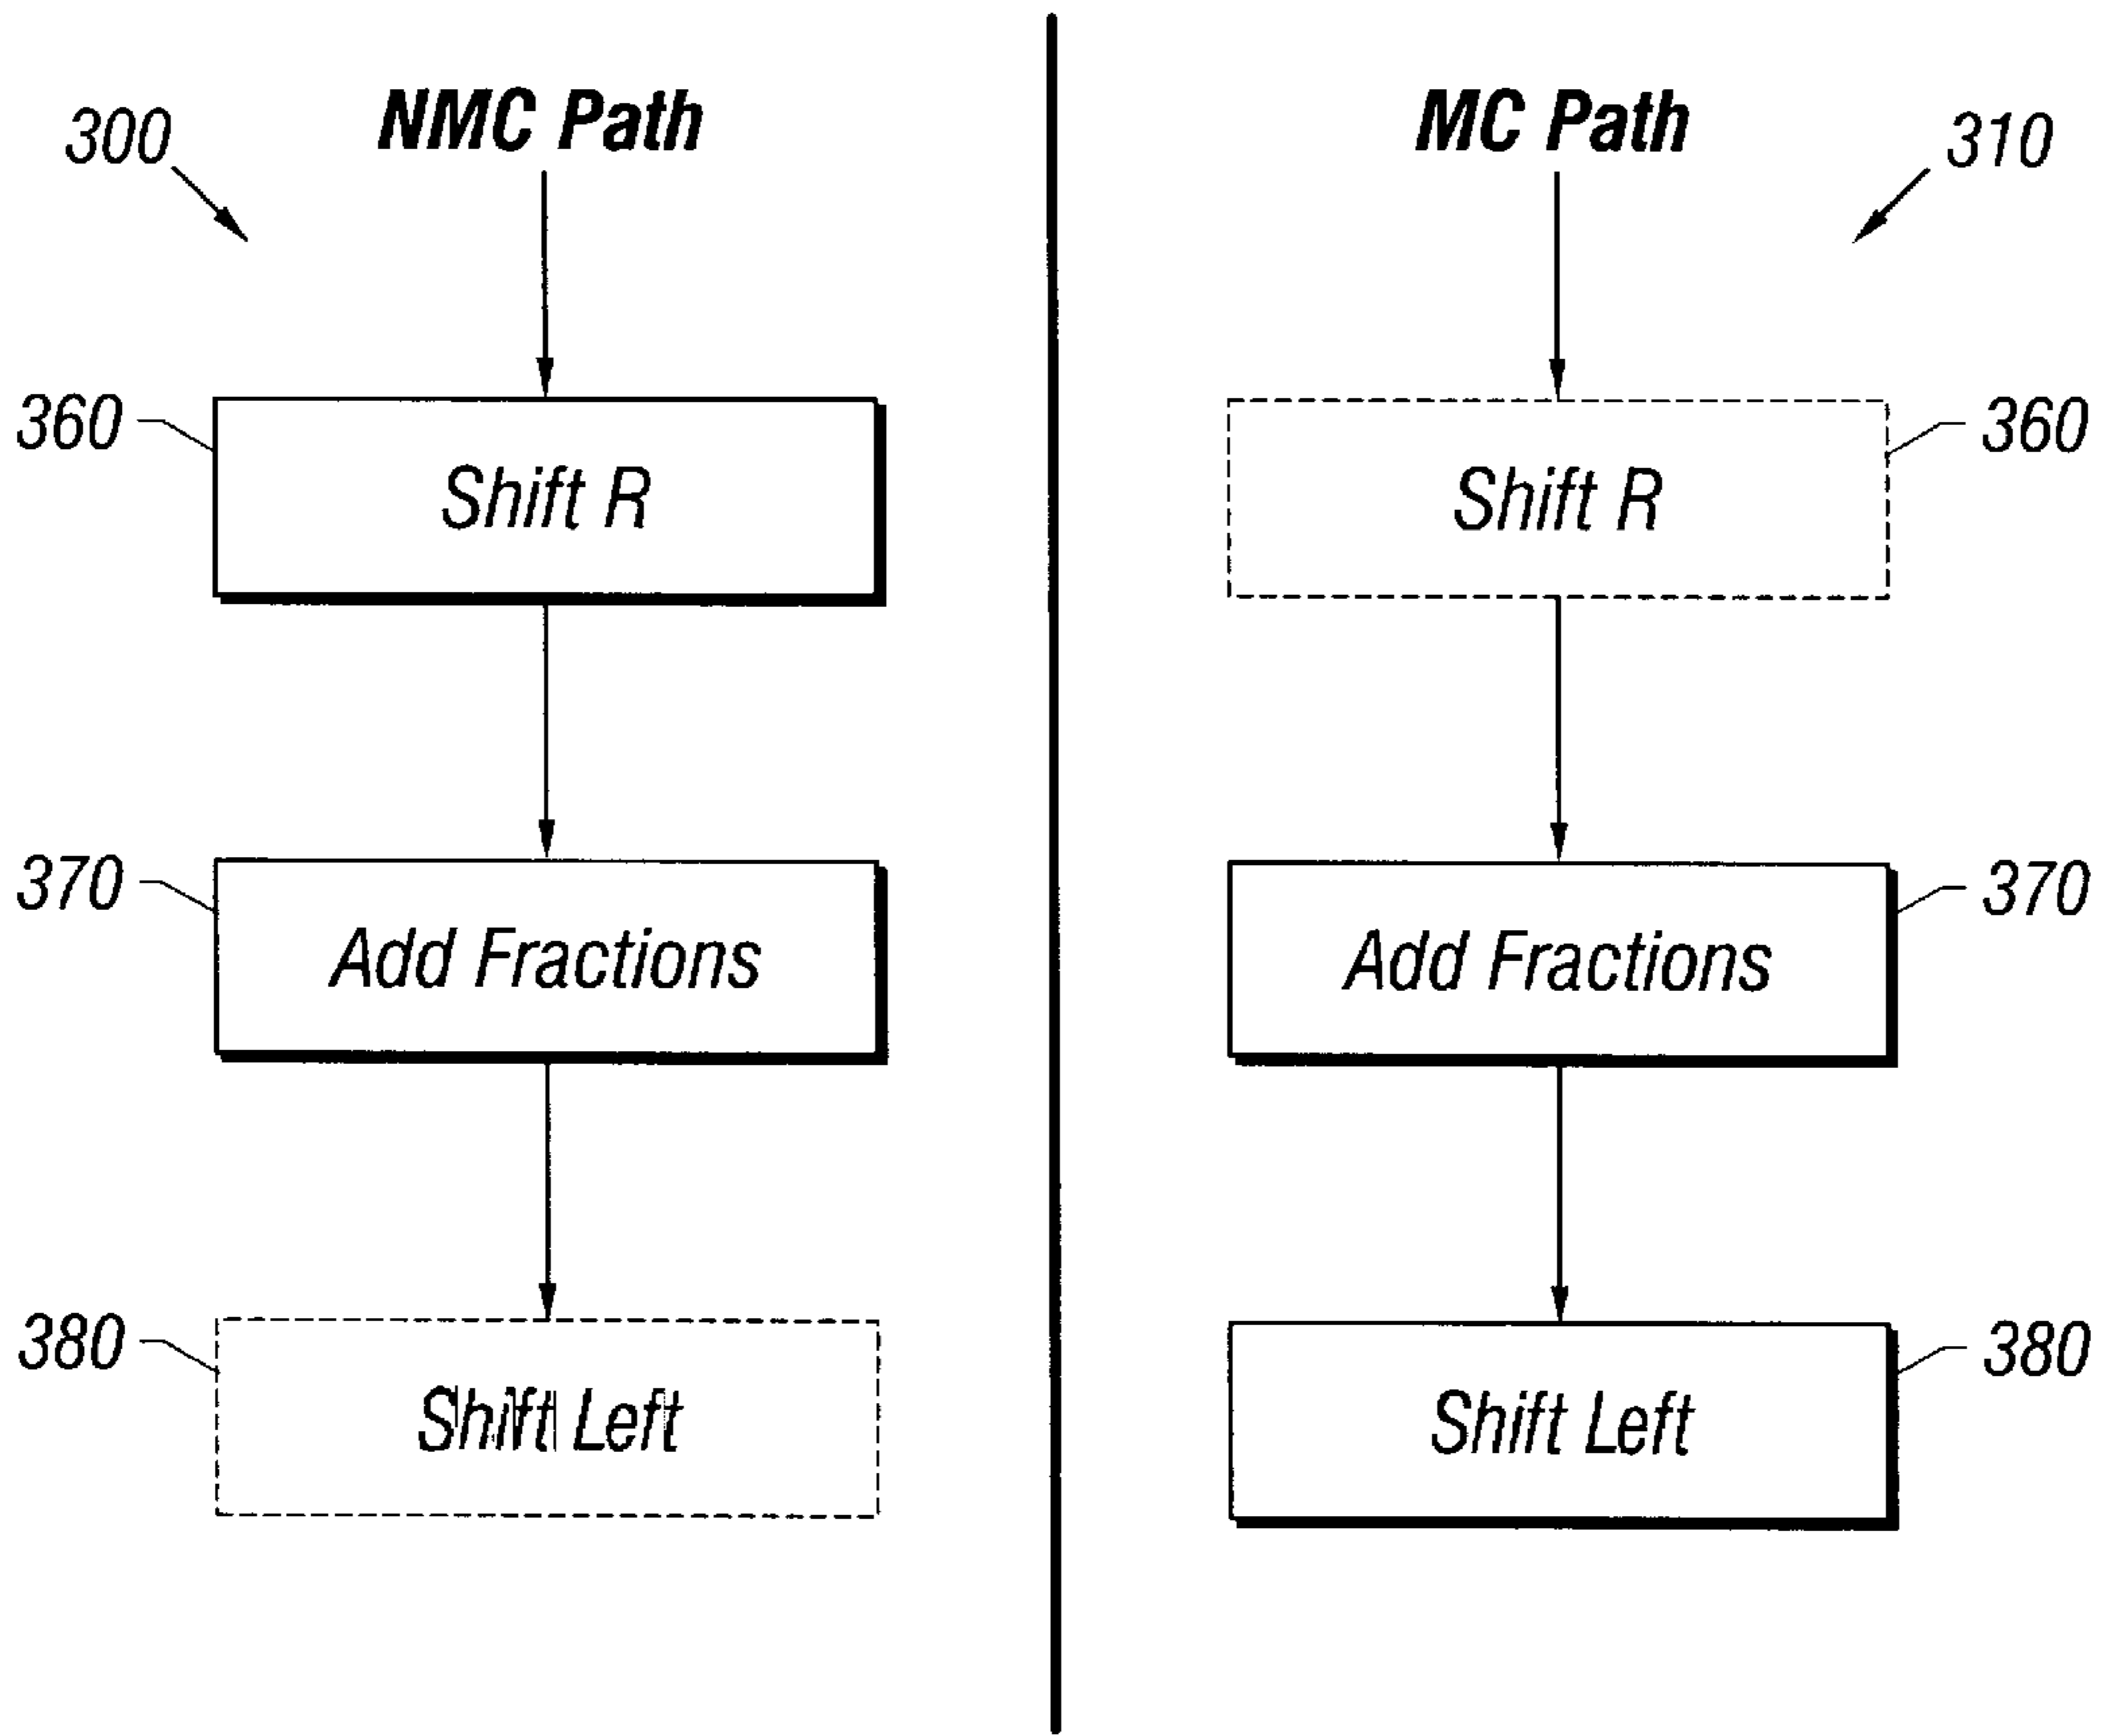 NMC Path
300
360
Shift R
370
Add Fractions
380
Shift Left
MC Path
310
Shift R
360
Add Fractions
370
Shift Left
380